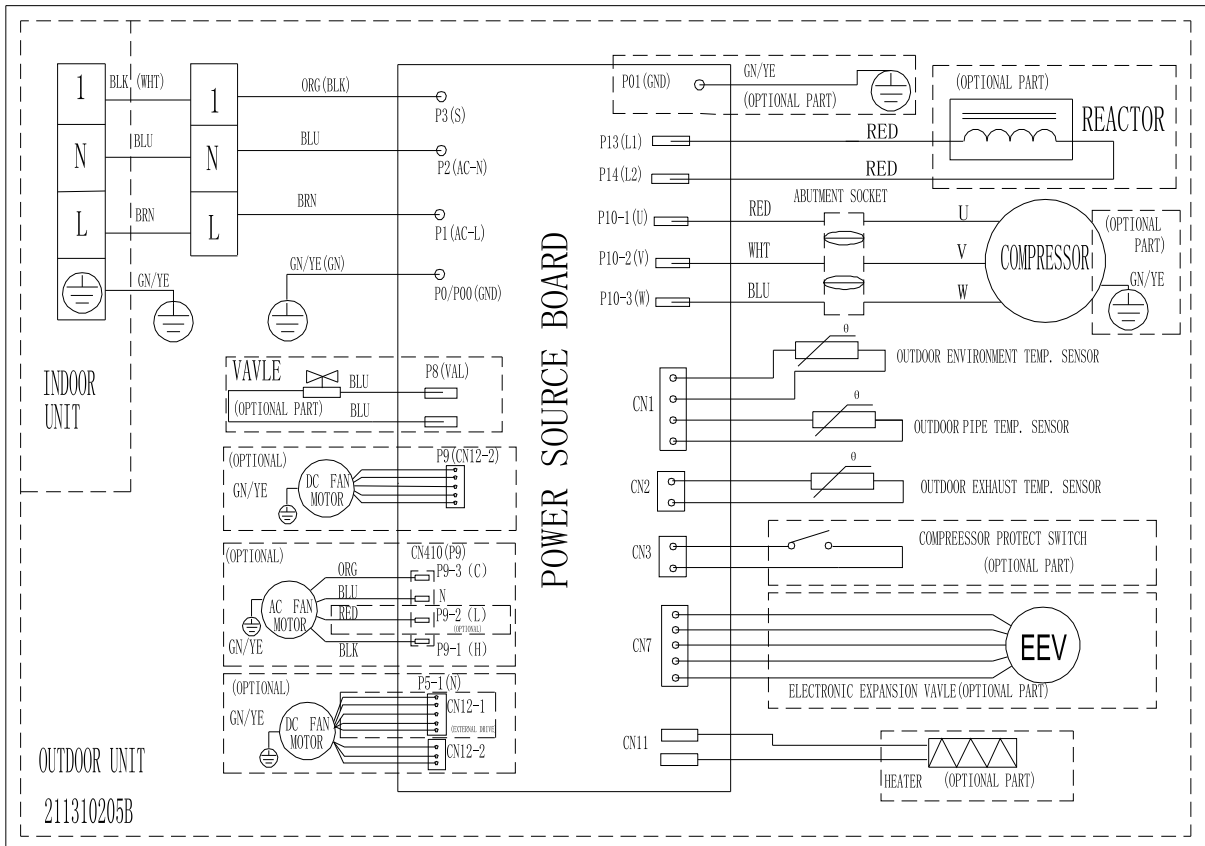 1
N
L
BLK (WHT)
BLU
BRN
GN/YE
1
N
L
ORG(BLK)
BLU
BRN
GN/YE(GN)
P3(S)
P2(AC-N)
P1(AC-L)
P0/P00(GND)
INDOOR
UNIT
VAVLE
BLU
(OPTIONAL PART)
BLU
P8(VAL)
(OPTIONAL)
GN/YE
DC FAN
MOTOR
P9(CN12-2)
(OPTIONAL)
AC FAN
MOTOR
GN/YE
ORG
BLU
RED
BLK
CN410(P9)
P9-3 (C)
N
P9-2 (L)
(OPTIONAL)
P9-1 (H)
(OPTIONAL)
GN/YE
DC FAN
MOTOR
P5-1(N)
CN12-1
(EXTERNAL DRIVE
CN12-2
OUTDOOR UNIT
211310205B
POWER SOURCE BOARD
P01(GND)
GN/YE
(OPTIONAL PART)
P13(L1)
RED
P14(L2)
RED
(OPTIONAL PART)
REACTOR
ABUTMENT SOCKET
P10-1(U)
RED
U
P10-2(V)
WHT
V
P10-3(W)
BLU
W
COMPRESSOR
(OPTIONAL
PART)
GN/YE
CN1
θ
OUTDOOR ENVIRONMENT TEMP. SENSOR
θ
OUTDOOR PIPE TEMP. SENSOR
CN2
θ
OUTDOOR EXHAUST TEMP. SENSOR
CN3
COMPREESSOR PROTECT SWITCH
(OPTIONAL PART)
CN7
EEV
ELECTRONIC EXPANSION VAVLE(OPTIONAL PART)
CN11
HEATER
(OPTIONAL PART)